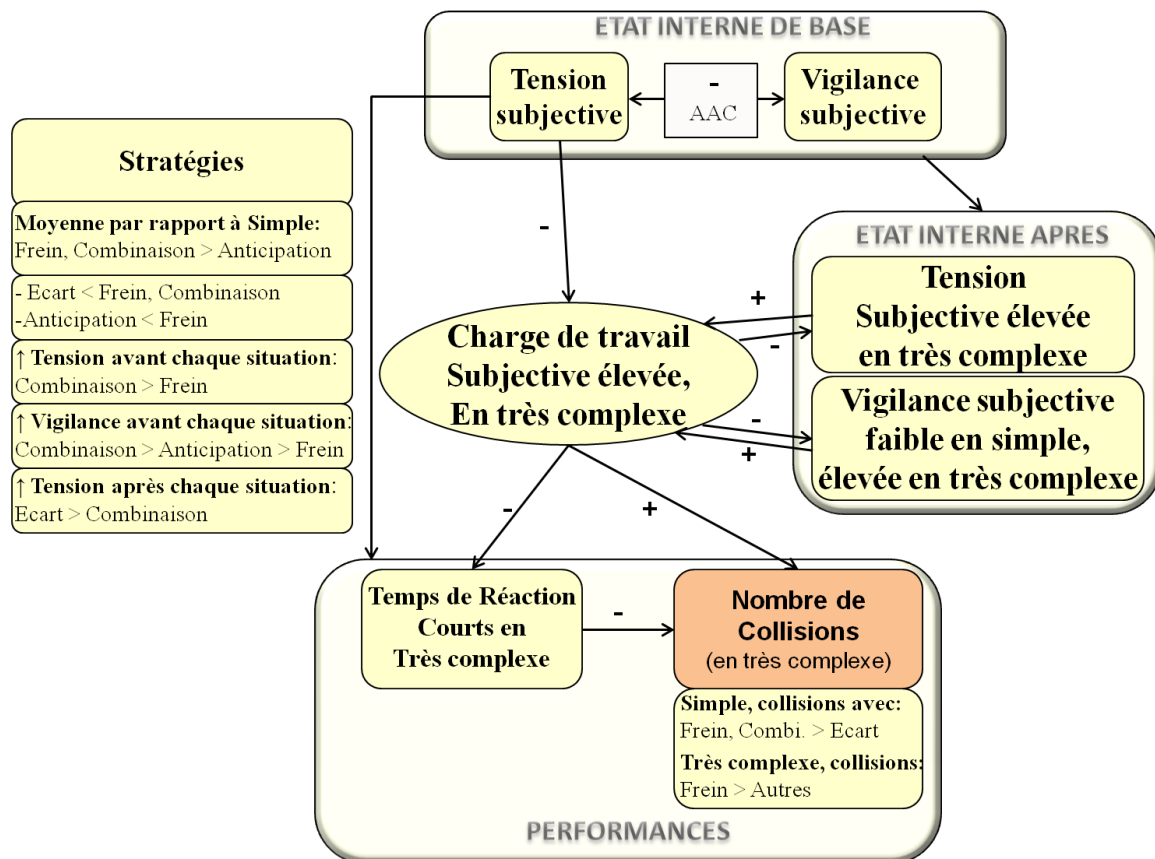 ETAT INTERNE DE BASE
Tension
subjective
-
AAC
Vigilance
subjective
Stratégies
Moyenne par rapport à Simple:
Frein, Combinaison > Anticipation
- Ecart < Frein, Combinaison
-Anticipation < Frein
↑ Tension avant chaque situation:
Combinaison > Frein
↑ Vigilance avant chaque situation:
Combinaison > Anticipation > Frein
↑ Tension après chaque situation:
Ecart > Combinaison
-
ETAT INTERNE APRES
Tension
Subjective élevée
en très complexe
Vigilance subjective
faible en simple,
élevée en très complexe
+
-
-
+
Charge de travail
Subjective élevée,
En très complexe
-
+
Temps de Réaction
Courts en
Très complexe
-
Nombre de
Collisions
(en très complexe)
Simple, collisions avec:
Frein, Combi. > Ecart
Très complexe, collisions:
Frein > Autres
PERFORMANCES